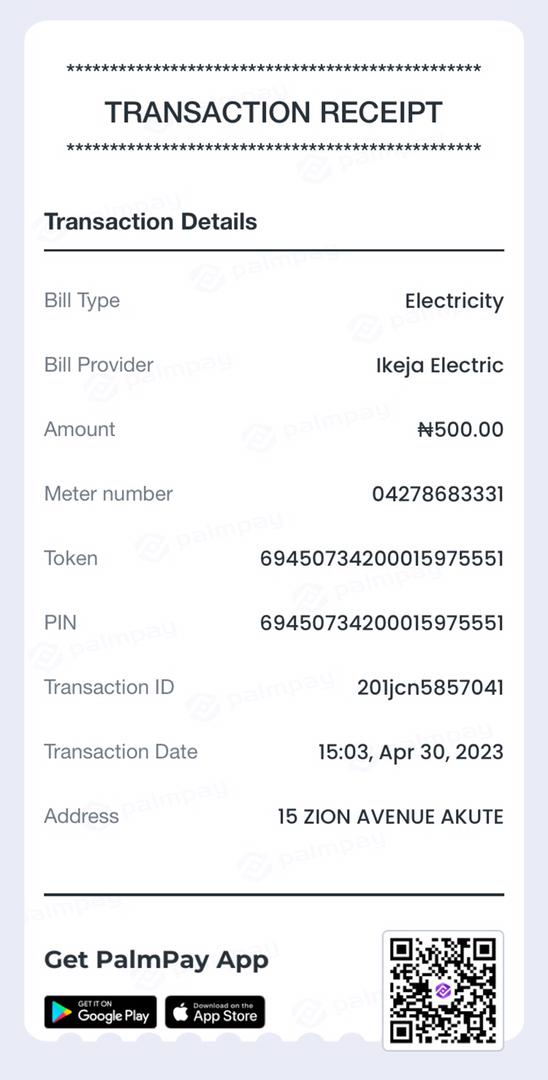 ************************************************
TRANSACTION RECEIPT
************************************************
Transaction Details
Bill Type Electricity
Bill Provider Ikeja Electric
Amount ₦500.00
Meter number 04278683331
Token 69450734200015975551
PIN 69450734200015975551
Transaction ID 201jcn5857041
Transaction Date 15:03, Apr 30, 2023
Address 15 ZION AVENUE AKUTE
Get PalmPay App
GET IT ON Download on the
Google Play App Store
palmpay